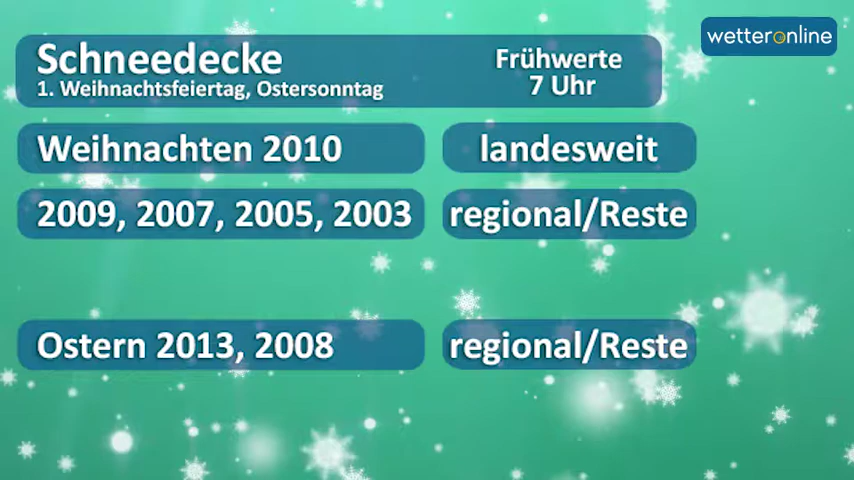 wetteronline
Schneedecke
1. Weihnachtsfeiertag, Ostersonntag
Frühwerte
7 Uhr
Weihnachten 2010 landesweit
2009, 2007, 2005, 2003 regional/Reste
Ostern 2013, 2008 regional/Reste